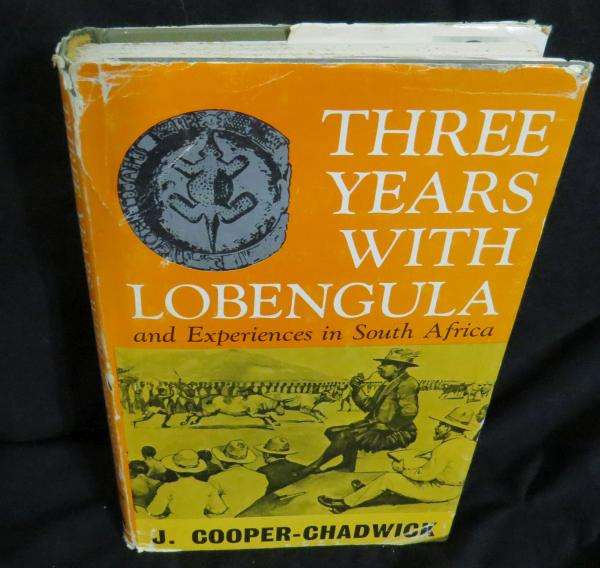 THREE
YEARS
WITH
LOBENGULA
and Experiences in South Africa
J. COOPER-CHADWICK